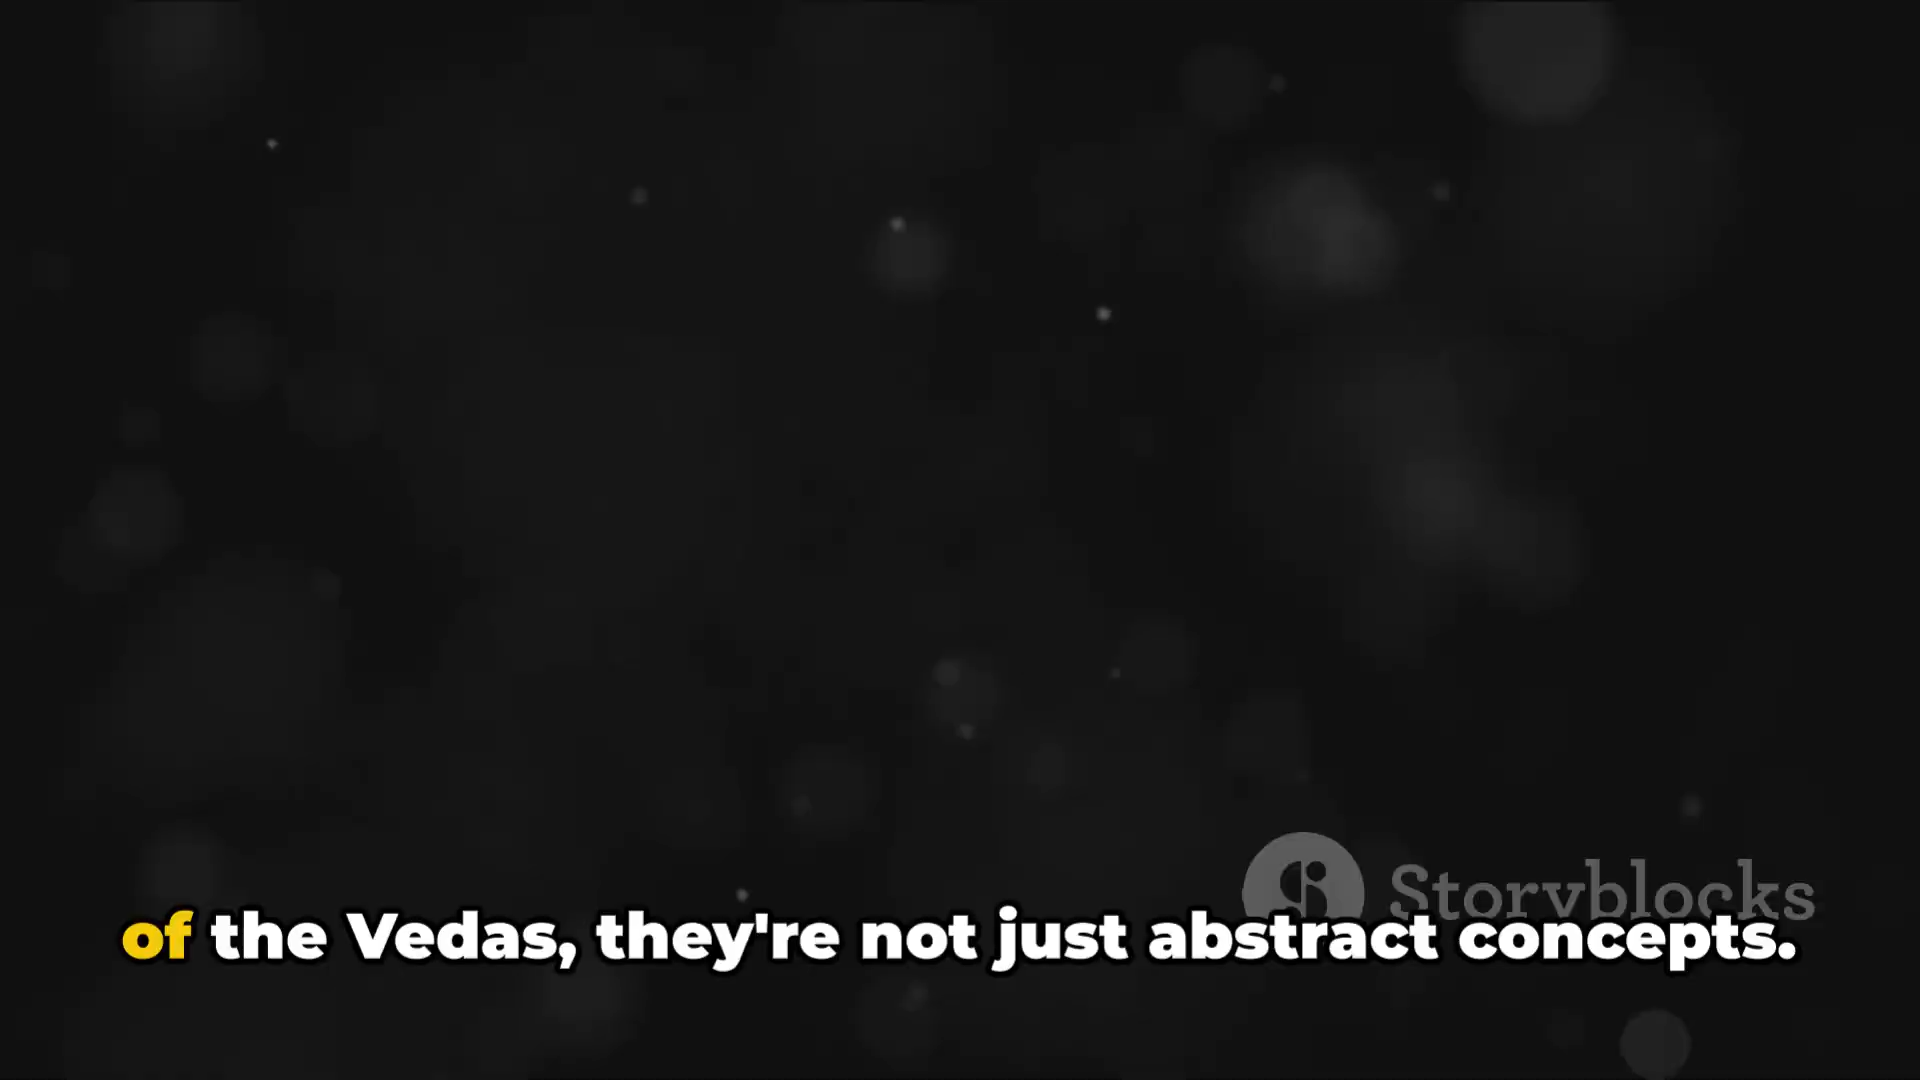 Storyblocks
of the Vedas, they're not just abstract concepts.